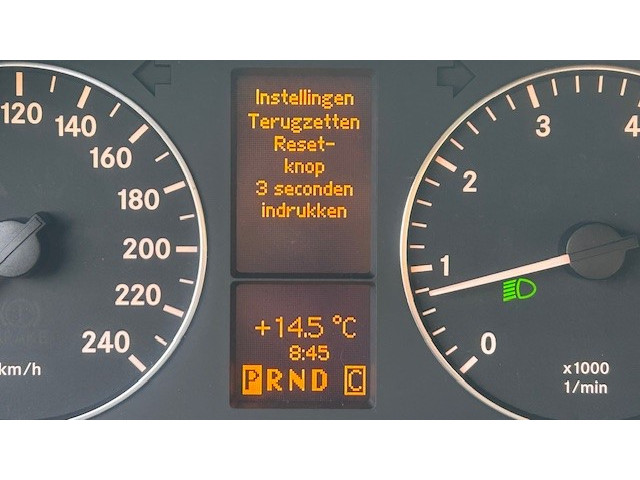 120
140
160
180
200
220
240
km/h
Instellingen
Terugzetten
Reset-
knop
3 seconden
indrukken
+14.5 °C
8:45
PRND C
4
3
2
1
0
x1000
1/min